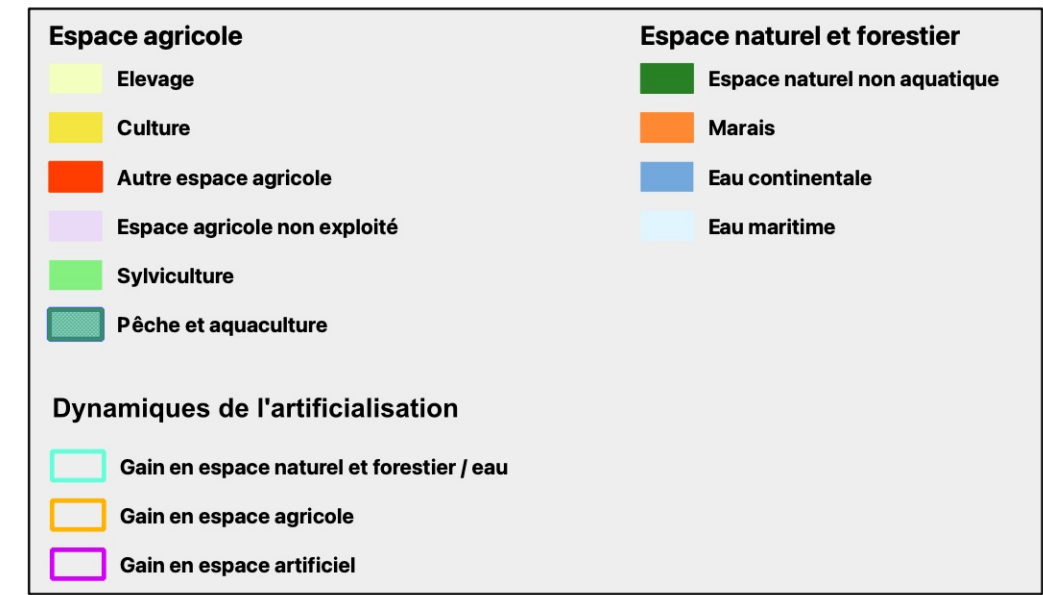 Espace agricole
Elevage
Culture
Autre espace agricole
Espace agricole non exploité
Sylviculture
Pêche et aquaculture
Espace naturel et forestier
Espace naturel non aquatique
Marais
Eau continentale
Eau maritime
Dynamiques de l'artificialisation
Gain en espace naturel et forestier / eau
Gain en espace agricole
Gain en espace artificiel